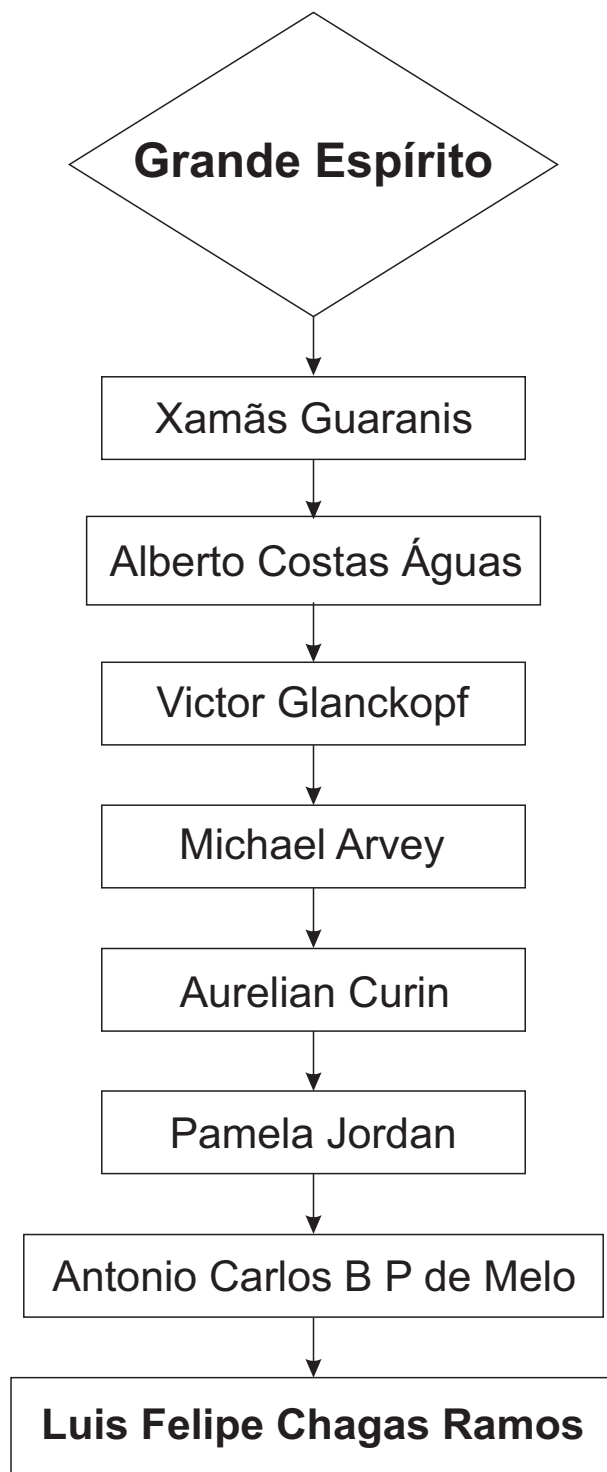 Grande Espírito
Xamãs Guaranis
Alberto Costas Águas
Victor Glanckopf
Michael Arvey
Aurelian Curin
Pamela Jordan
Antonio Carlos B P de Melo
Luis Felipe Chagas Ramos